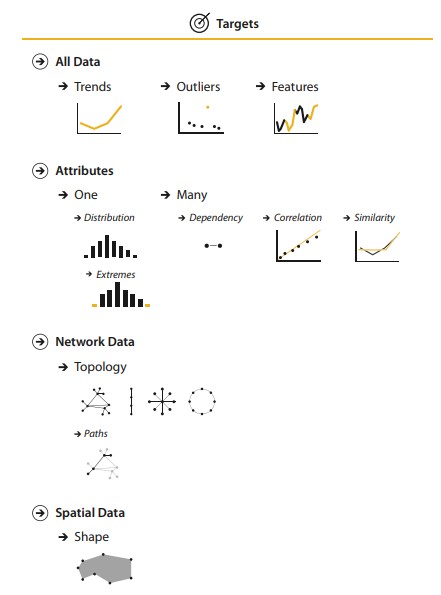 Targets
All Data
Trends
Outliers
Features
Attributes
One
Many
Distribution
Dependency
Correlation
Similarity
Extremes
Network Data
Topology
Paths
Spatial Data
Shape